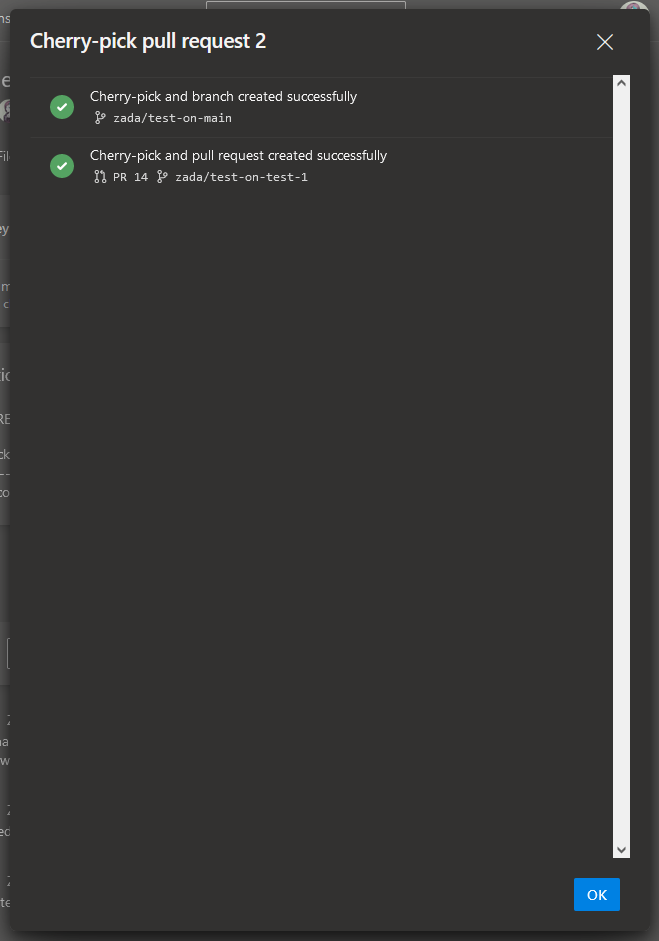 Cherry-pick pull request 2
Cherry-pick and branch created successfully
zada/test-on-main
Cherry-pick and pull request created successfully
PR 14 zada/test-on-test-1
OK